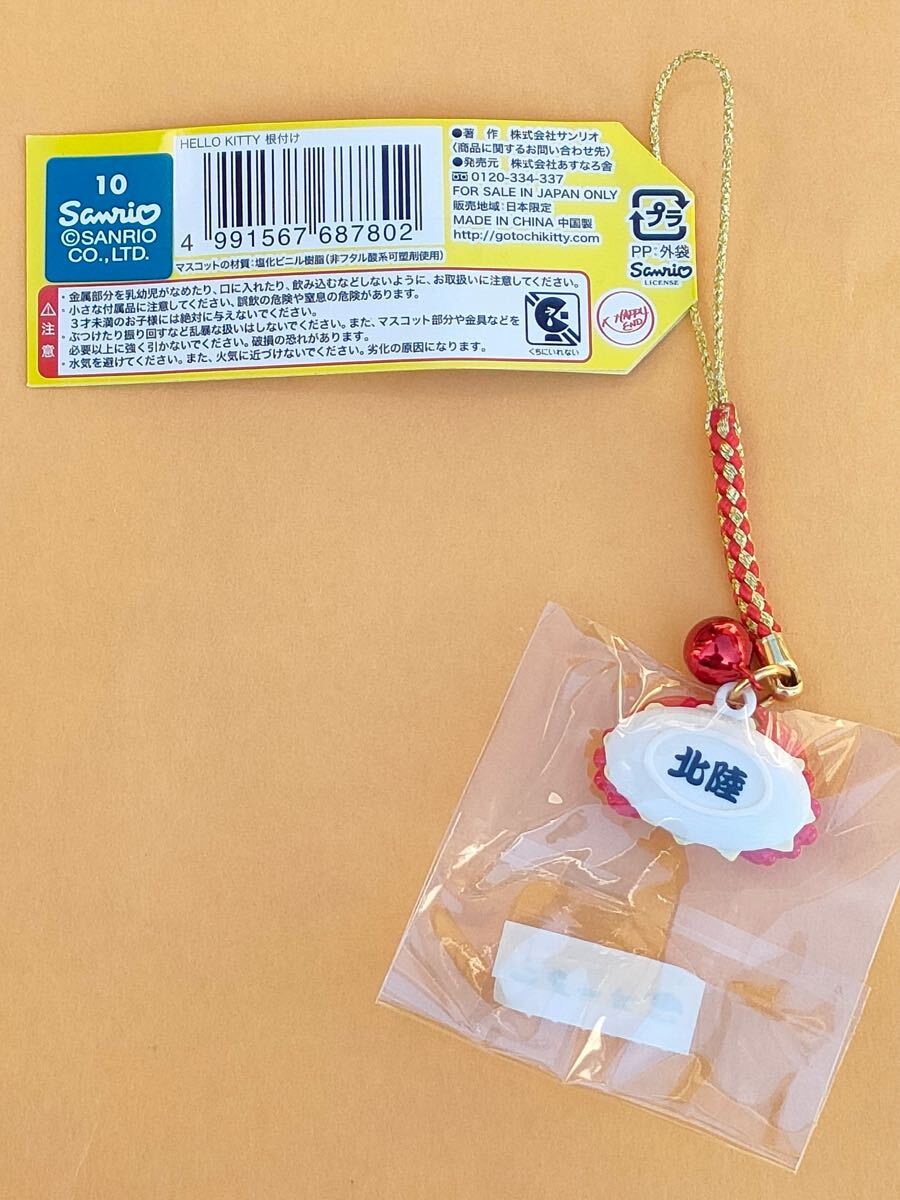 HELLO KITTY 根付け
10
Sanrio
©SANRIO
CO.,LTD.
4 991567 687802
マスコットの材質:塩化ビニル樹脂(非フタル酸系可塑剤使用)
●著 作 株式会社サンリオ
〈商品に関するお問い合わせ先〉
●発売元 株式会社あすなろ舎
0120-334-337
FOR SALE IN JAPAN ONLY
販売地域:日本限定
MADE IN CHINA 中国製
http://gotochikitty.com
プラ
PP:外袋
Sanrio
LICENSE
注意
・金属部分を乳幼児がなめたり、口に入れたり、飲み込むなどしないように、お取扱いに注意してください。
・小さな付属品に注意してください。誤飲の危険や窒息の危険があります。
3才未満のお子様には絶対に与えないでください。
・ぶつけたり振り回すなど乱暴な扱いはしないでください。また、マスコット部分や金具などを
必要以上に強く引かないでください。破損の恐れがあります。
・水気を避けてください。また、火気に近づけないでください。劣化の原因になります。
くちにいれない
HAPPY
END
北陸